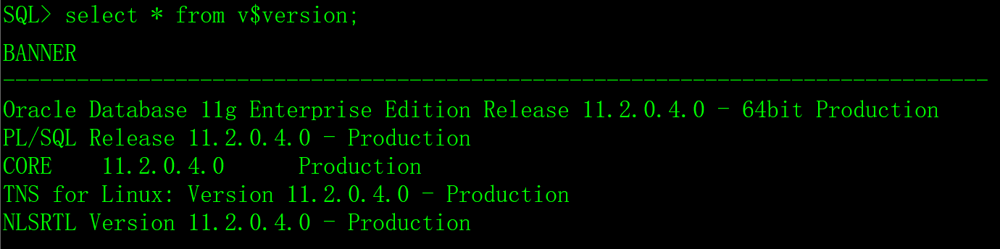 SQL> select * from v$version;
BANNER
--------------------------------------------------------------------------------
Oracle Database 11g Enterprise Edition Release 11.2.0.4.0 - 64bit Production
PL/SQL Release 11.2.0.4.0 - Production
CORE    11.2.0.4.0      Production
TNS for Linux: Version 11.2.0.4.0 - Production
NLSRTL Version 11.2.0.4.0 - Production